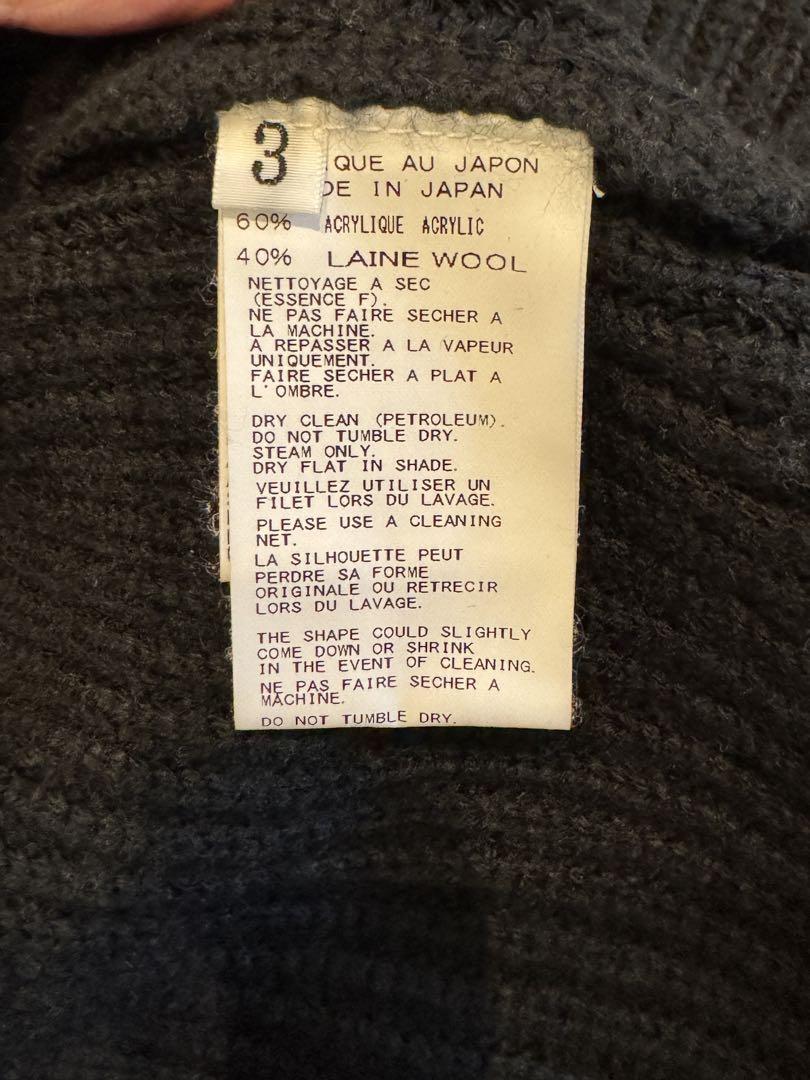 3
QUE AU JAPON
DE IN JAPAN
60% ACRYLIQUE ACRYLIC
40% LAINE WOOL
NETTOYAGE A SEC
(ESSENCE F).
NE PAS FAIRE SECHER A
LA MACHINE.
A REPASSER A LA VAPEUR
UNIQUEMENT.
FAIRE SECHER A PLAT A
L'OMBRE.
DRY CLEAN (PETROLEUM).
DO NOT TUMBLE DRY.
STEAM ONLY.
DRY FLAT IN SHADE.
VEUILLEZ UTILISER UN
FILET LORS DU LAVAGE.
PLEASE USE A CLEANING
NET.
LA SILHOUETTE PEUT
PERDRE SA FORME
ORIGINALE OU RETRECIR
LORS DU LAVAGE.
THE SHAPE COULD SLIGHTLY
COME DOWN OR SHRINK
IN THE EVENT OF CLEANING.
NE PAS FAIRE SECHER A
MACHINE.
DO NOT TUMBLE DRY.